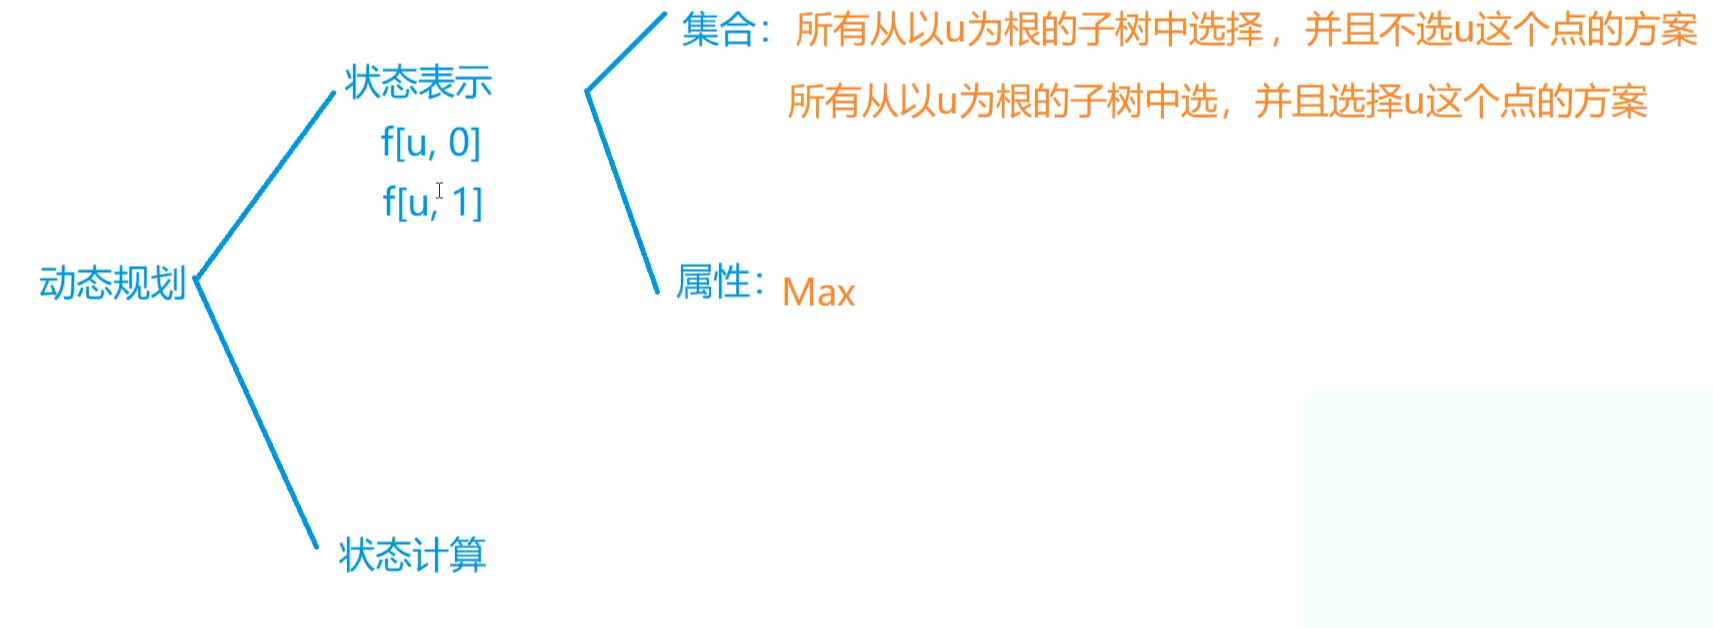 集合：所有从以u为根的子树中选择，并且不选u这个点的方案
所有从以u为根的子树中选，并且选择u这个点的方案
状态表示
f[u, 0]
f[u, 1]
动态规划
属性：Max
状态计算